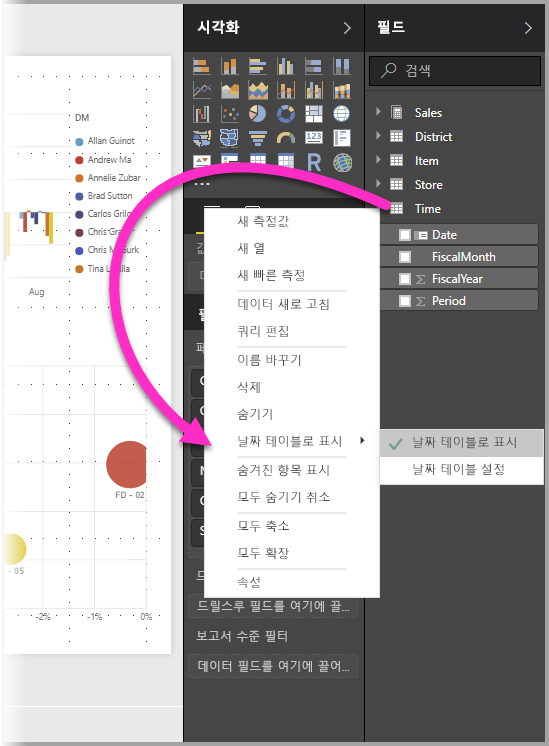 시각화
필드
검색
Sales
District
Item
Store
Time
Date
FiscalMonth
FiscalYear
Period
DM
Allan Guinot
Andrew Ma
Annelie Zubar
Brad Sutton
Carlos Grilo
Chris Gra
Chris McGurk
Tina Lassila
Aug
FD - 02
- 05
-2%
-1%
0%
123
R
새 측정값
새 열
새 빠른 측정
데이터 새로 고침
쿼리 편집
이름 바꾸기
삭제
숨기기
날짜 테이블로 표시
숨겨진 항목 표시
모두 숨기기 취소
모두 축소
모두 확장
속성
날짜 테이블로 표시
날짜 테이블 설정
드릴스루 필드를 여기에 끌...
보고서 수준 필터
데이터 필드를 여기에 끌어...